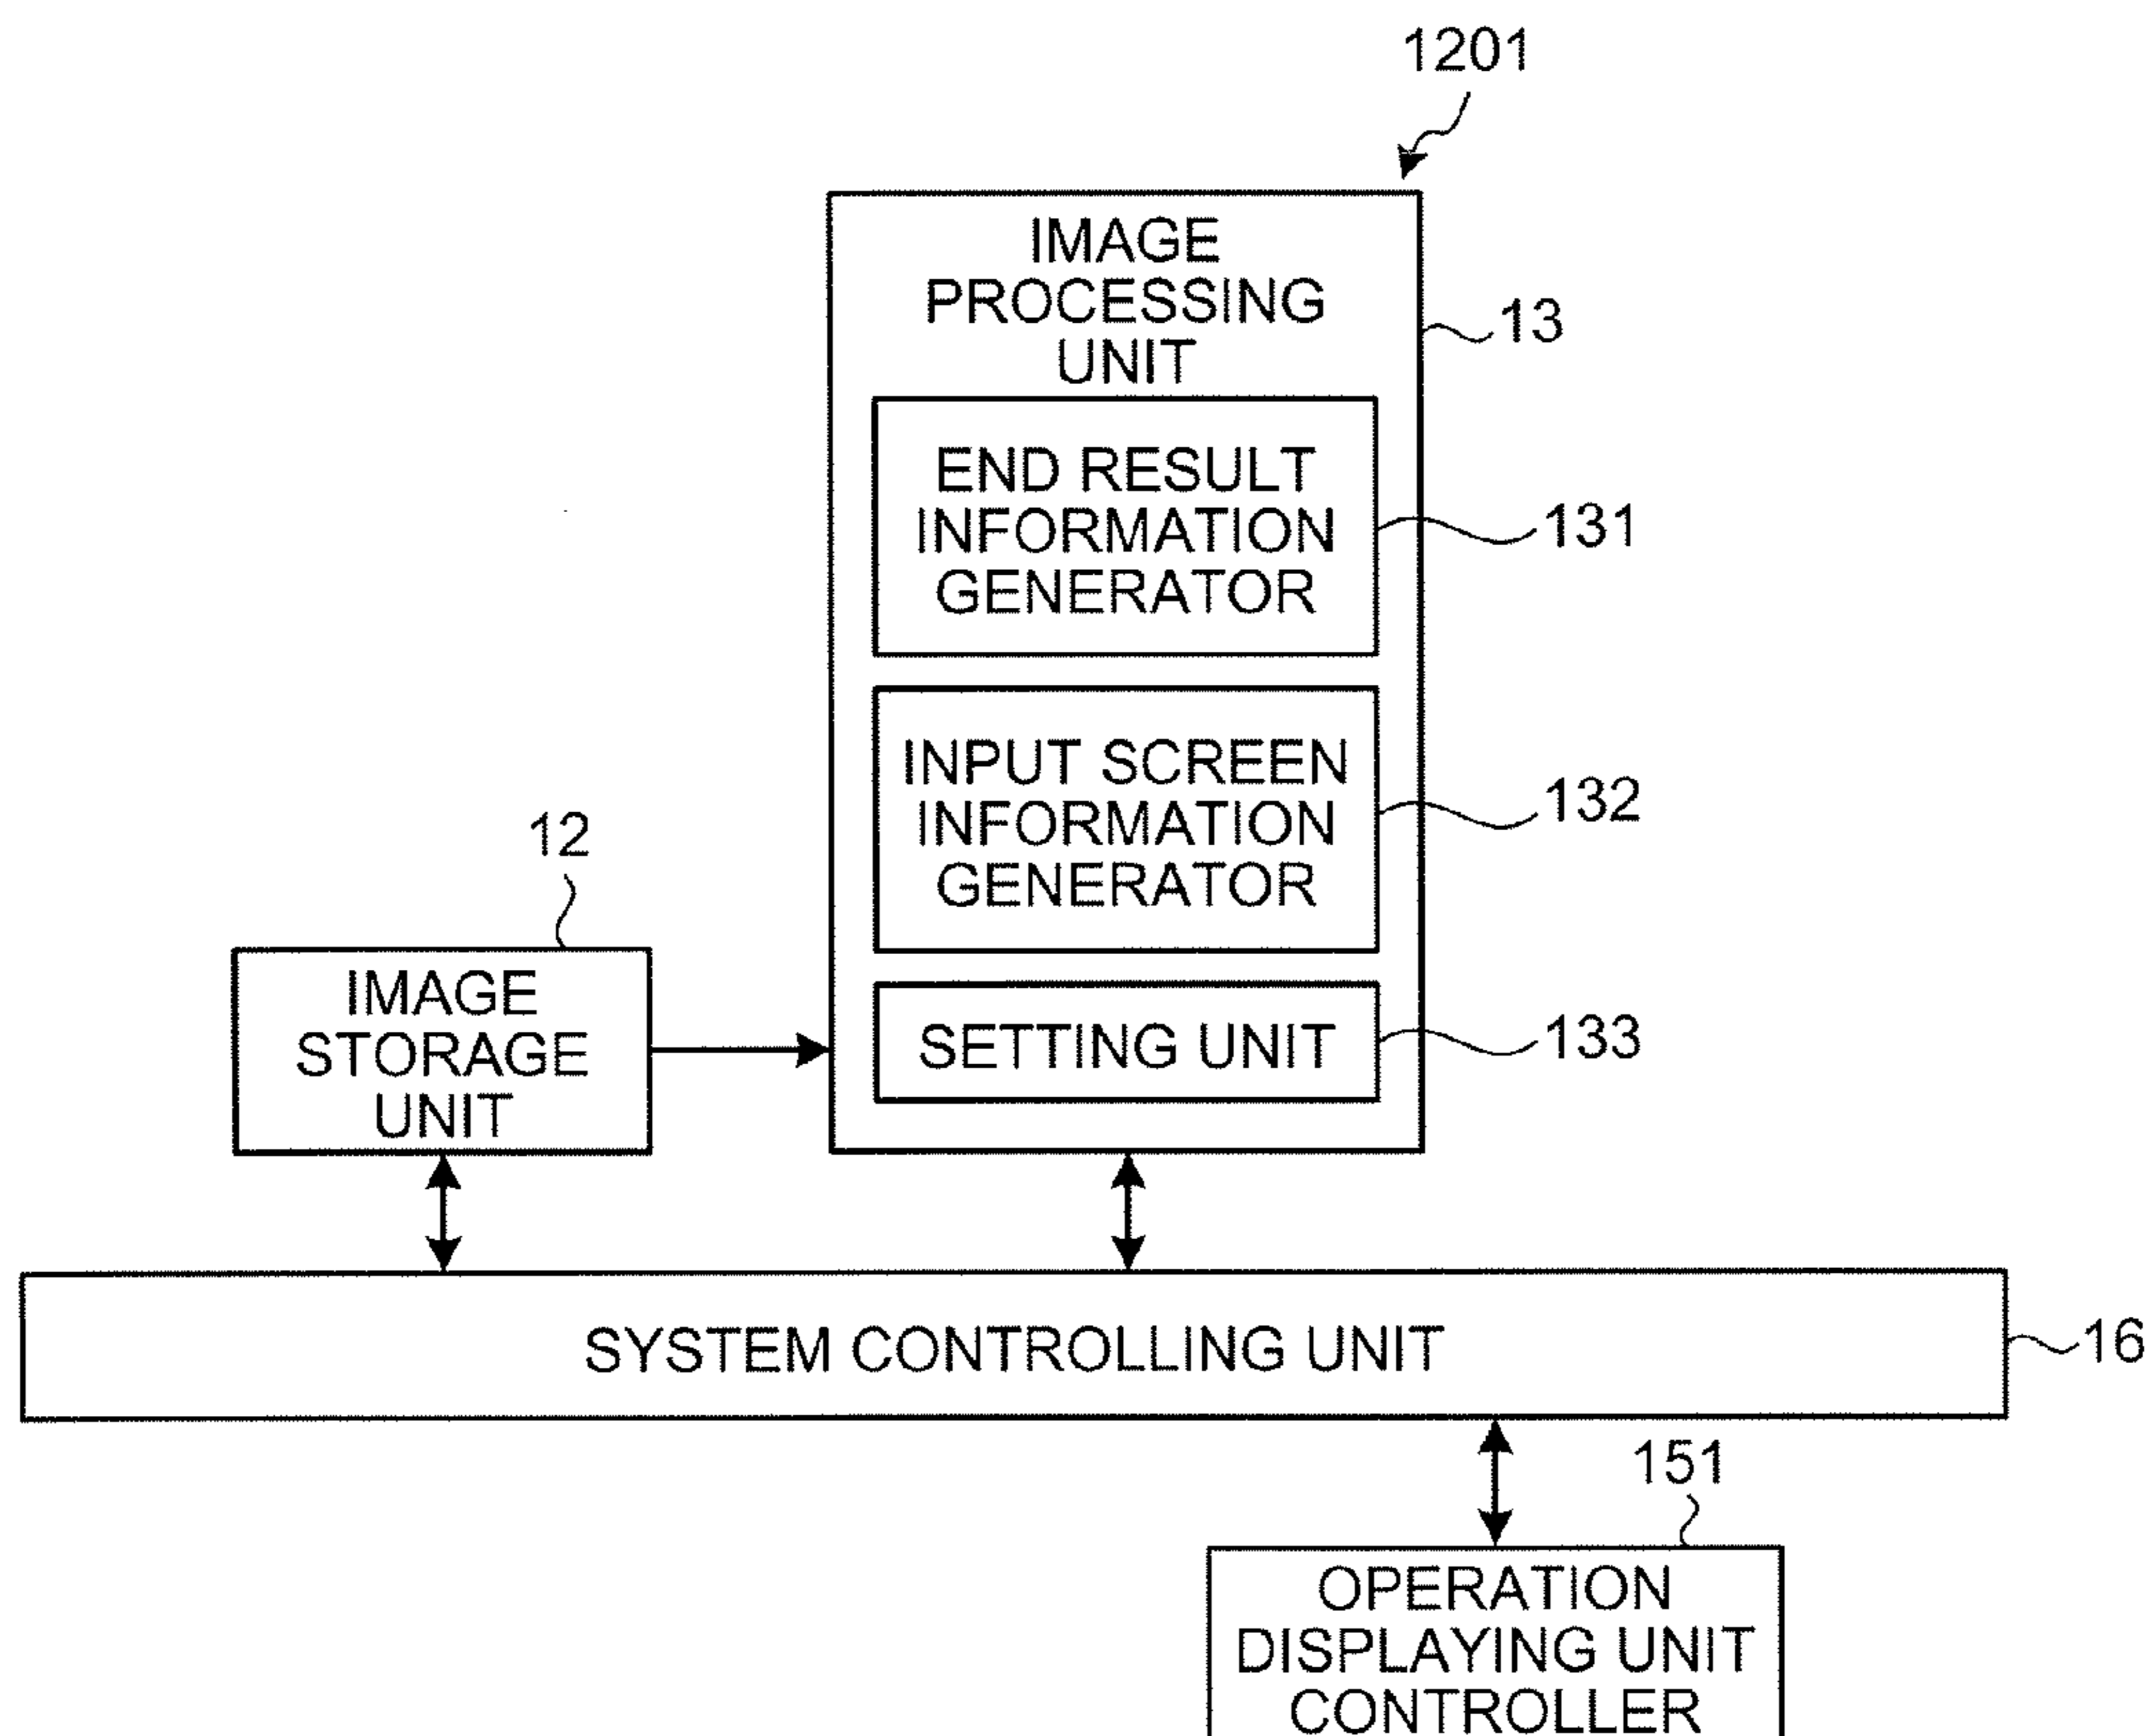 1201
IMAGE
PROCESSING
UNIT
13
END RESULT
INFORMATION
GENERATOR
131
INPUT SCREEN
INFORMATION
GENERATOR
132
12
IMAGE
STORAGE
UNIT
SETTING UNIT
133
SYSTEM CONTROLLING UNIT
16
151
OPERATION
DISPLAYING UNIT
CONTROLLER